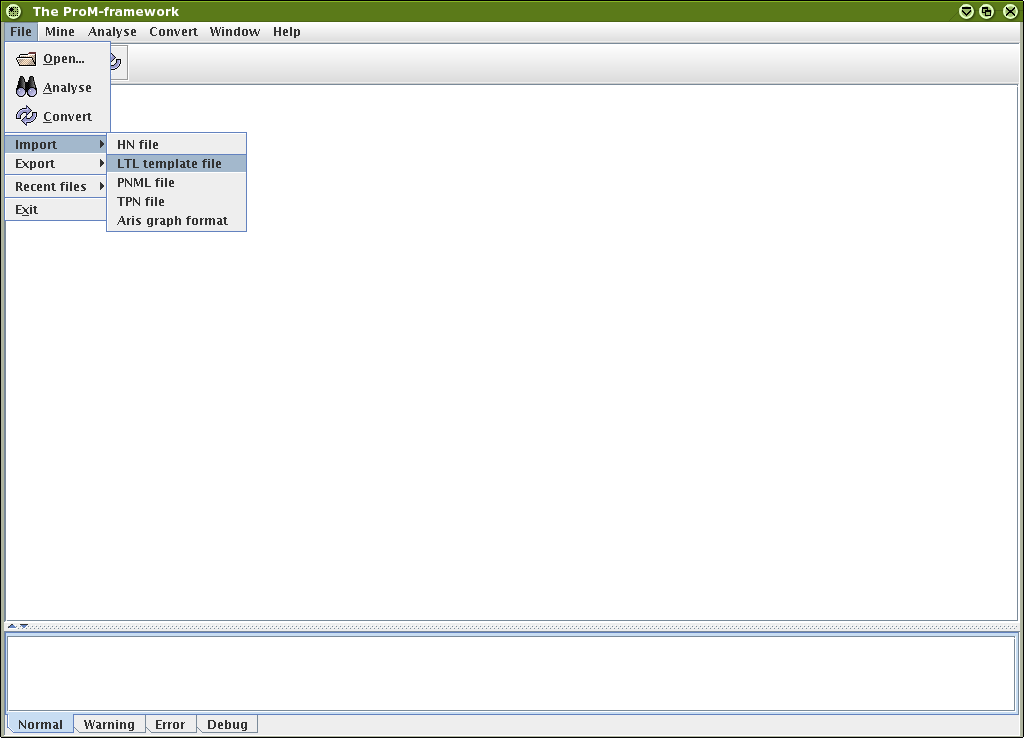 The ProM-framework
File Mine Analyse Convert Window Help
Open...
Analyse
Convert
Import
Export
Recent files
Exit
HN file
LTL template file
PNML file
TPN file
Aris graph format
Normal Warning Error Debug